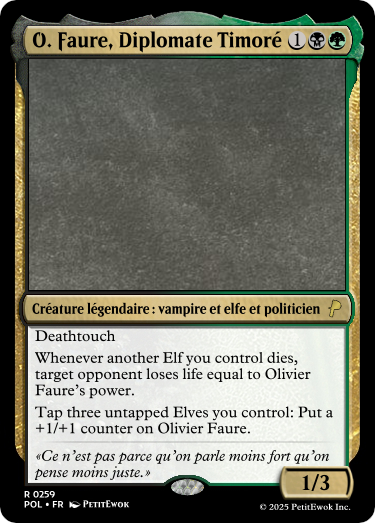 O. Faure, Diplomate Timoré 1
Créature légendaire : vampire et elfe et politicien
Deathtouch
Whenever another Elf you control dies,
target opponent loses life equal to Olivier
Faure's power.
Tap three untapped Elves you control: Put a
+1/+1 counter on Olivier Faure.
«Ce n'est pas parce qu'on parle moins fort qu'on
pense moins juste.»
1/3
R 0259
POL • FR PetitEwok
© 2025 PetitEwok Inc.